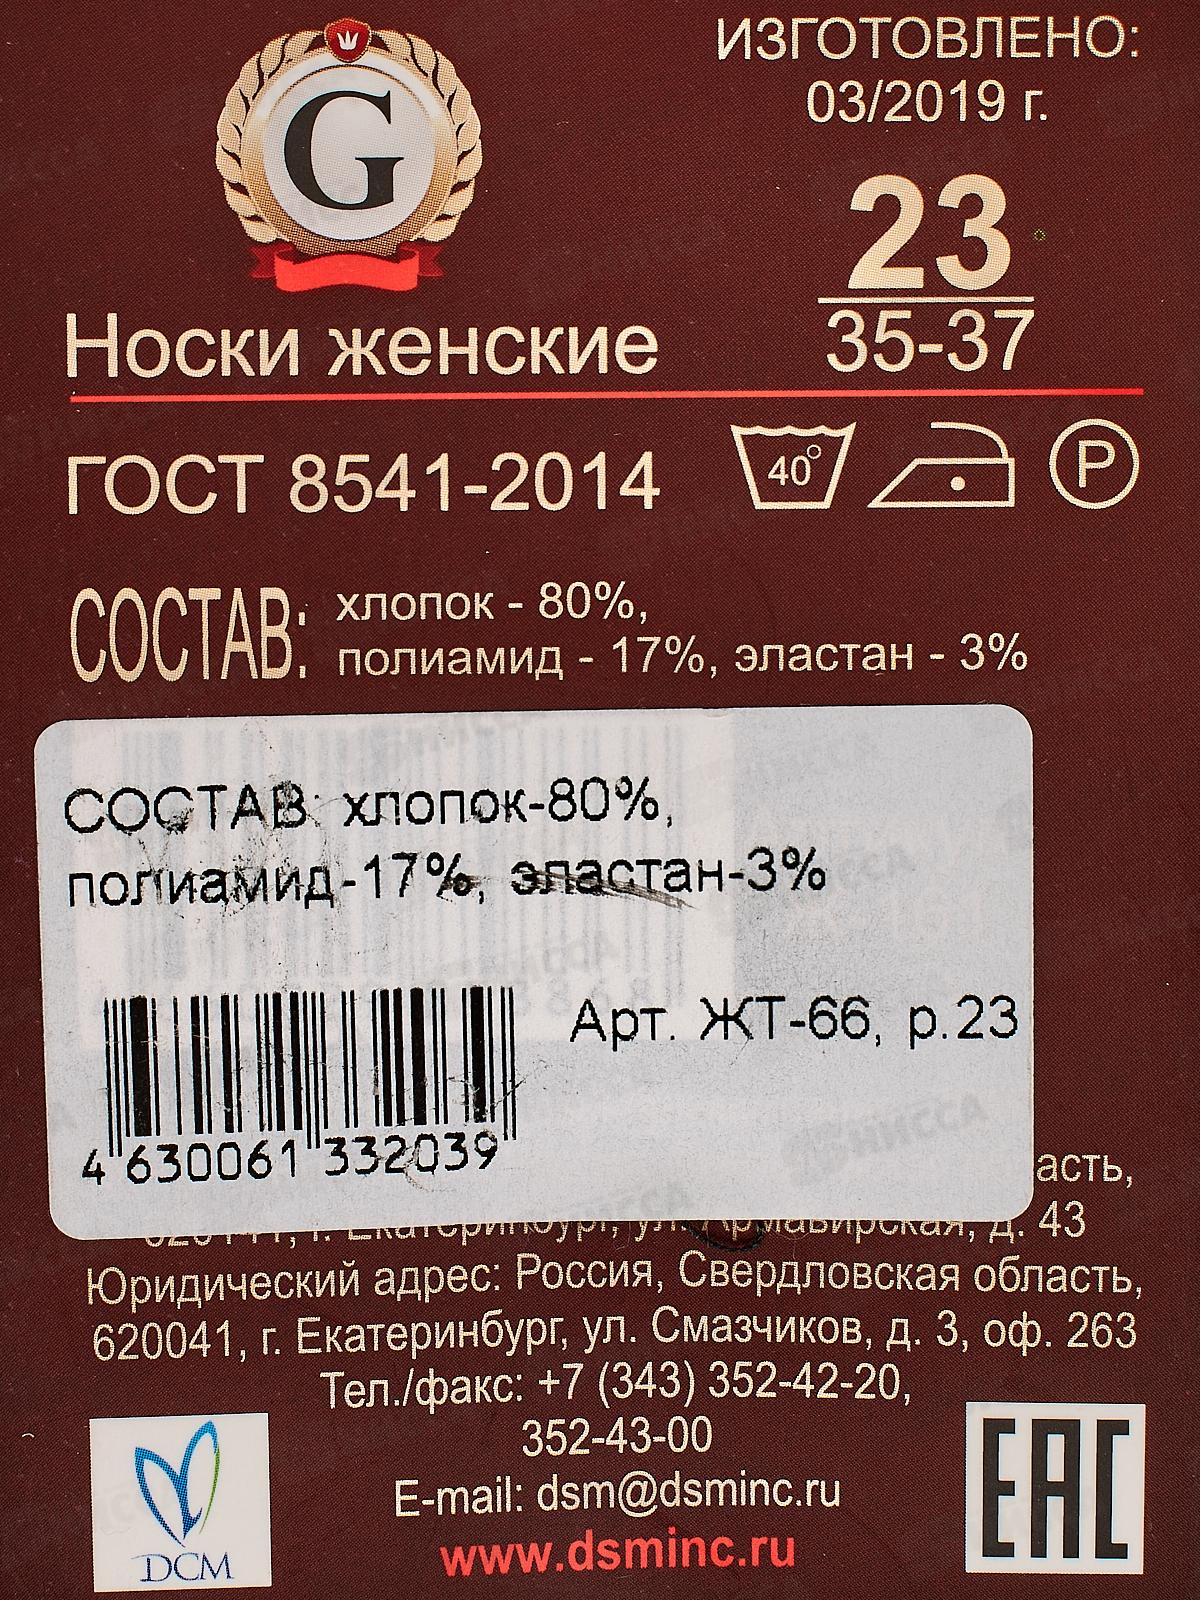 G
ИЗГОТОВЛЕНО:
03/2019 г.
23
35-37
Носки женские
ГОСТ 8541-2014
40°
P
СОСТАВ: хлопок - 80%,
полиамид - 17%, эластан - 3%
СОСТАВ: хлопок-80%,
полиамид-17%, эластан-3%
Арт. ЖТ-66, р.23
4 630061 332039
асть,
г. Екатеринбург, ул. Армавирская, д. 43
Юридический адрес: Россия, Свердловская область,
620041, г. Екатеринбург, ул. Смазчиков, д. 3, оф. 263
Тел./факс: +7 (343) 352-42-20,
352-43-00
E-mail: dsm@dsminc.ru
www.dsminc.ru
DCM
EAC